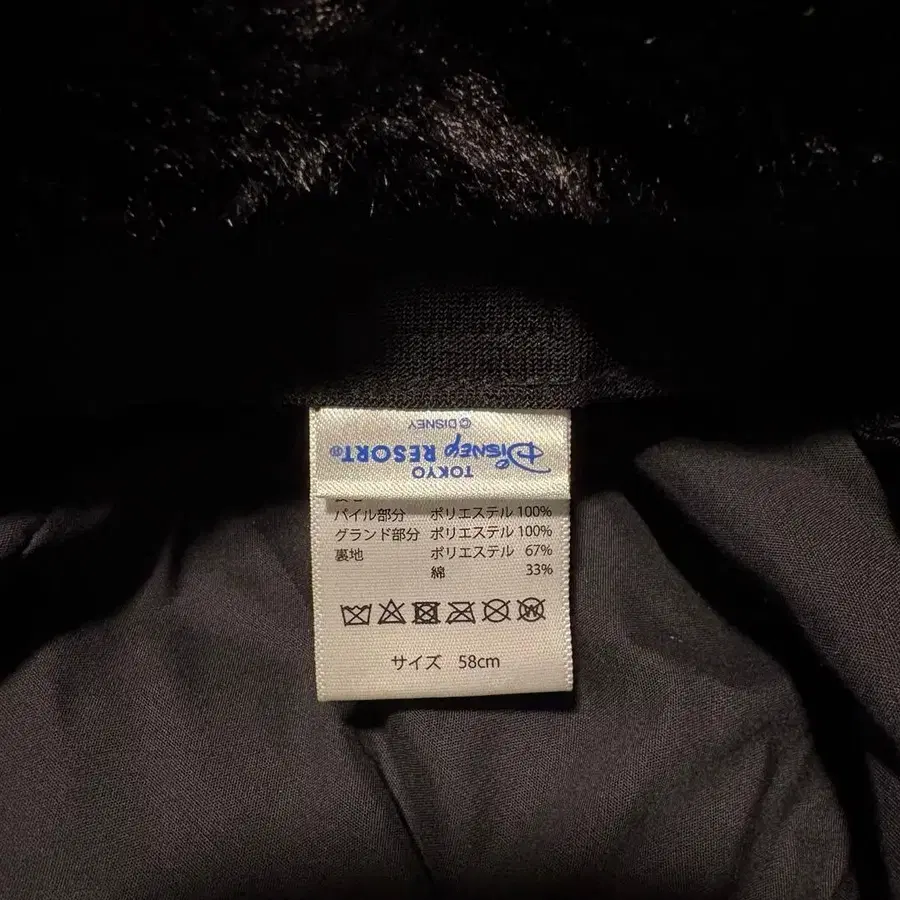 TOKYO
Disney RESORT®
© DISNEY
パイル部分 ポリエステル 100%
グランド部分 ポリエステル 100%
裏地 ポリエステル 67%
綿 33%
サイズ 58cm